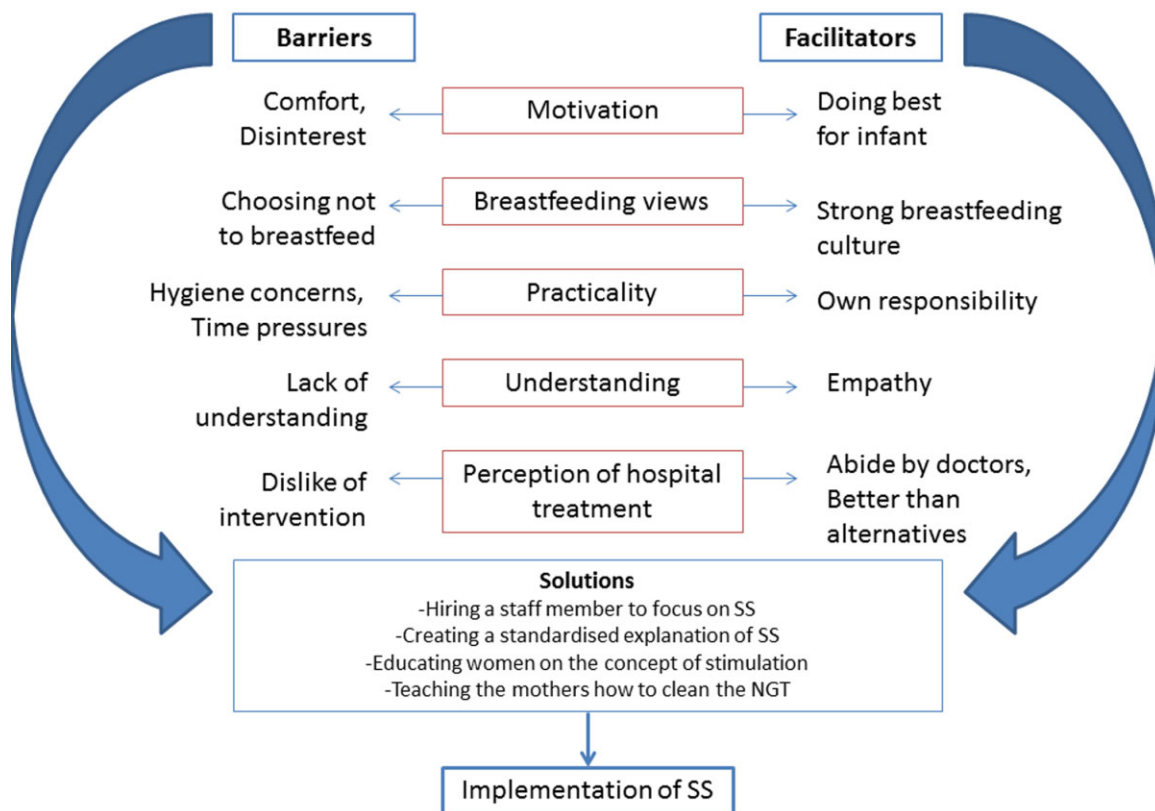 Barriers
Facilitators
Comfort,
Disinterest
Motivation
Doing best
for infant
Choosing not
to breastfeed
Breastfeeding views
Strong breastfeeding
culture
Hygiene concerns,
Time pressures
Practicality
Own responsibility
Lack of
understanding
Understanding
Empathy
Dislike of
intervention
Perception of hospital
treatment
Abide by doctors,
Better than
alternatives
Solutions
-Hiring a staff member to focus on SS
-Creating a standardised explanation of SS
-Educating women on the concept of stimulation
-Teaching the mothers how to clean the NGT
Implementation of SS